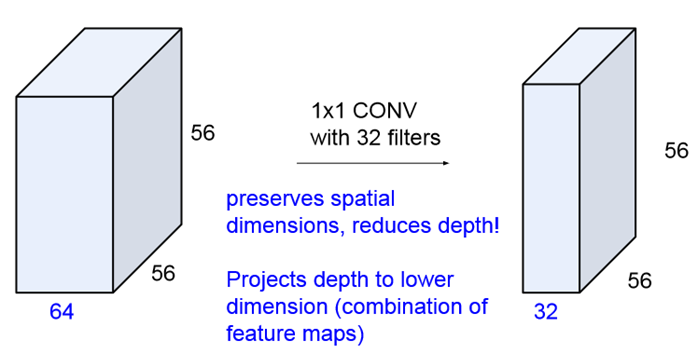 56
56
64
1x1 CONV
with 32 filters
preserves spatial
dimensions, reduces depth!
Projects depth to lower
dimension (combination of
feature maps)
56
56
32